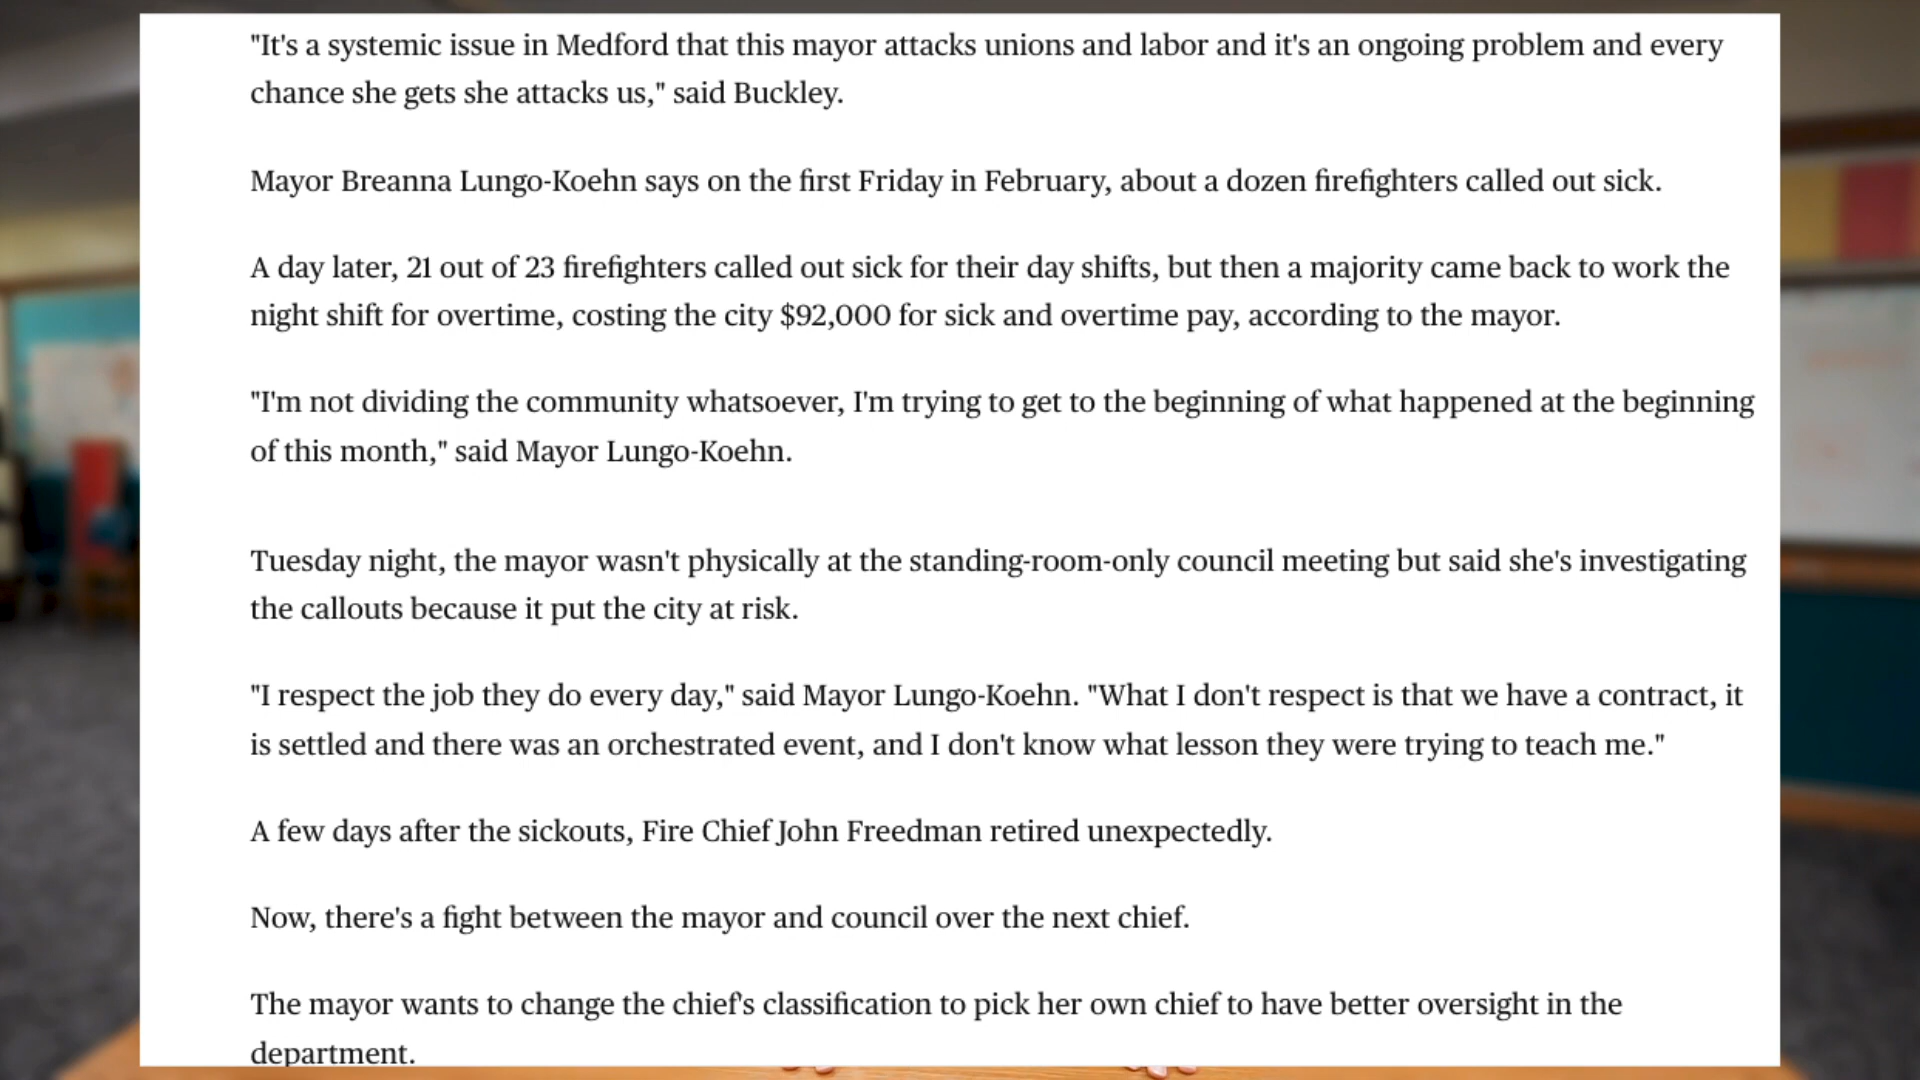 "It's a systemic issue in Medford that this mayor attacks unions and labor and it's an ongoing problem and every
chance she gets she attacks us," said Buckley.
Mayor Breanna Lungo-Koehn says on the first Friday in February, about a dozen firefighters called out sick.
A day later, 21 out of 23 firefighters called out sick for their day shifts, but then a majority came back to work the
night shift for overtime, costing the city $92,000 for sick and overtime pay, according to the mayor.
"I'm not dividing the community whatsoever, I'm trying to get to the beginning of what happened at the beginning
of this month," said Mayor Lungo-Koehn.
Tuesday night, the mayor wasn't physically at the standing-room-only council meeting but said she's investigating
the callouts because it put the city at risk.
"I respect the job they do every day," said Mayor Lungo-Koehn. "What I don't respect is that we have a contract, it
is settled and there was an orchestrated event, and I don't know what lesson they were trying to teach me."
A few days after the sickouts, Fire Chief John Freedman retired unexpectedly.
Now, there's a fight between the mayor and council over the next chief.
The mayor wants to change the chief's classification to pick her own chief to have better oversight in the
department.